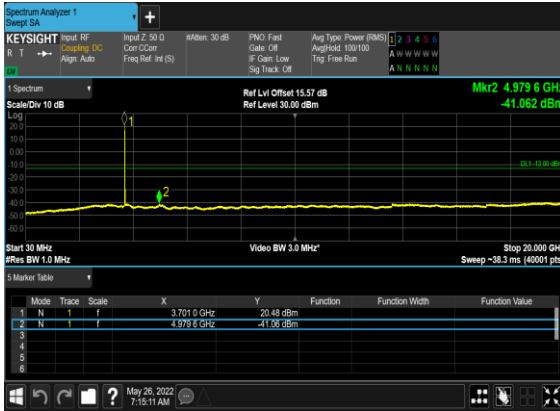 Spectrum Analyzer 1
Swept SA
+
KEYSIGHT Input: RF Input Z: 50 Ω #Atten: 30 dB PNO: Fast Avg Type: Power (RMS) 1 2 3 4 5 6
R T Coupling: DC Corr CCorr Gate: Off Avg|Hold: 100/100 A W W W W W
Align: Auto Freq Ref: Int (S) IF Gain: Low Trig: Free Run
Sig Track: Off A N N N N N
1 Spectrum Ref Lvl Offset 15.57 dB Mkr2 4.979 6 GHz
Scale/Div 10 dB Ref Level 30.00 dBm -41.062 dBm
Log
20.0
10.0
0.00
-10.0
-20.0
-30.0
-40.0
-50.0
-60.0
1
2
DL1 -13.00 dBm
Start 30 MHz Video BW 3.0 MHz* Stop 20.000 GHz
#Res BW 1.0 MHz Sweep ~38.3 ms (40001 pts)
5 Marker Table
Mode Trace Scale X Y Function Function Width Function Value
1 N 1 f 3.701 0 GHz 20.48 dBm
2 N 1 f 4.979 6 GHz -41.06 dBm
3
4
5
6
? May 26, 2022
7:15:11 AM